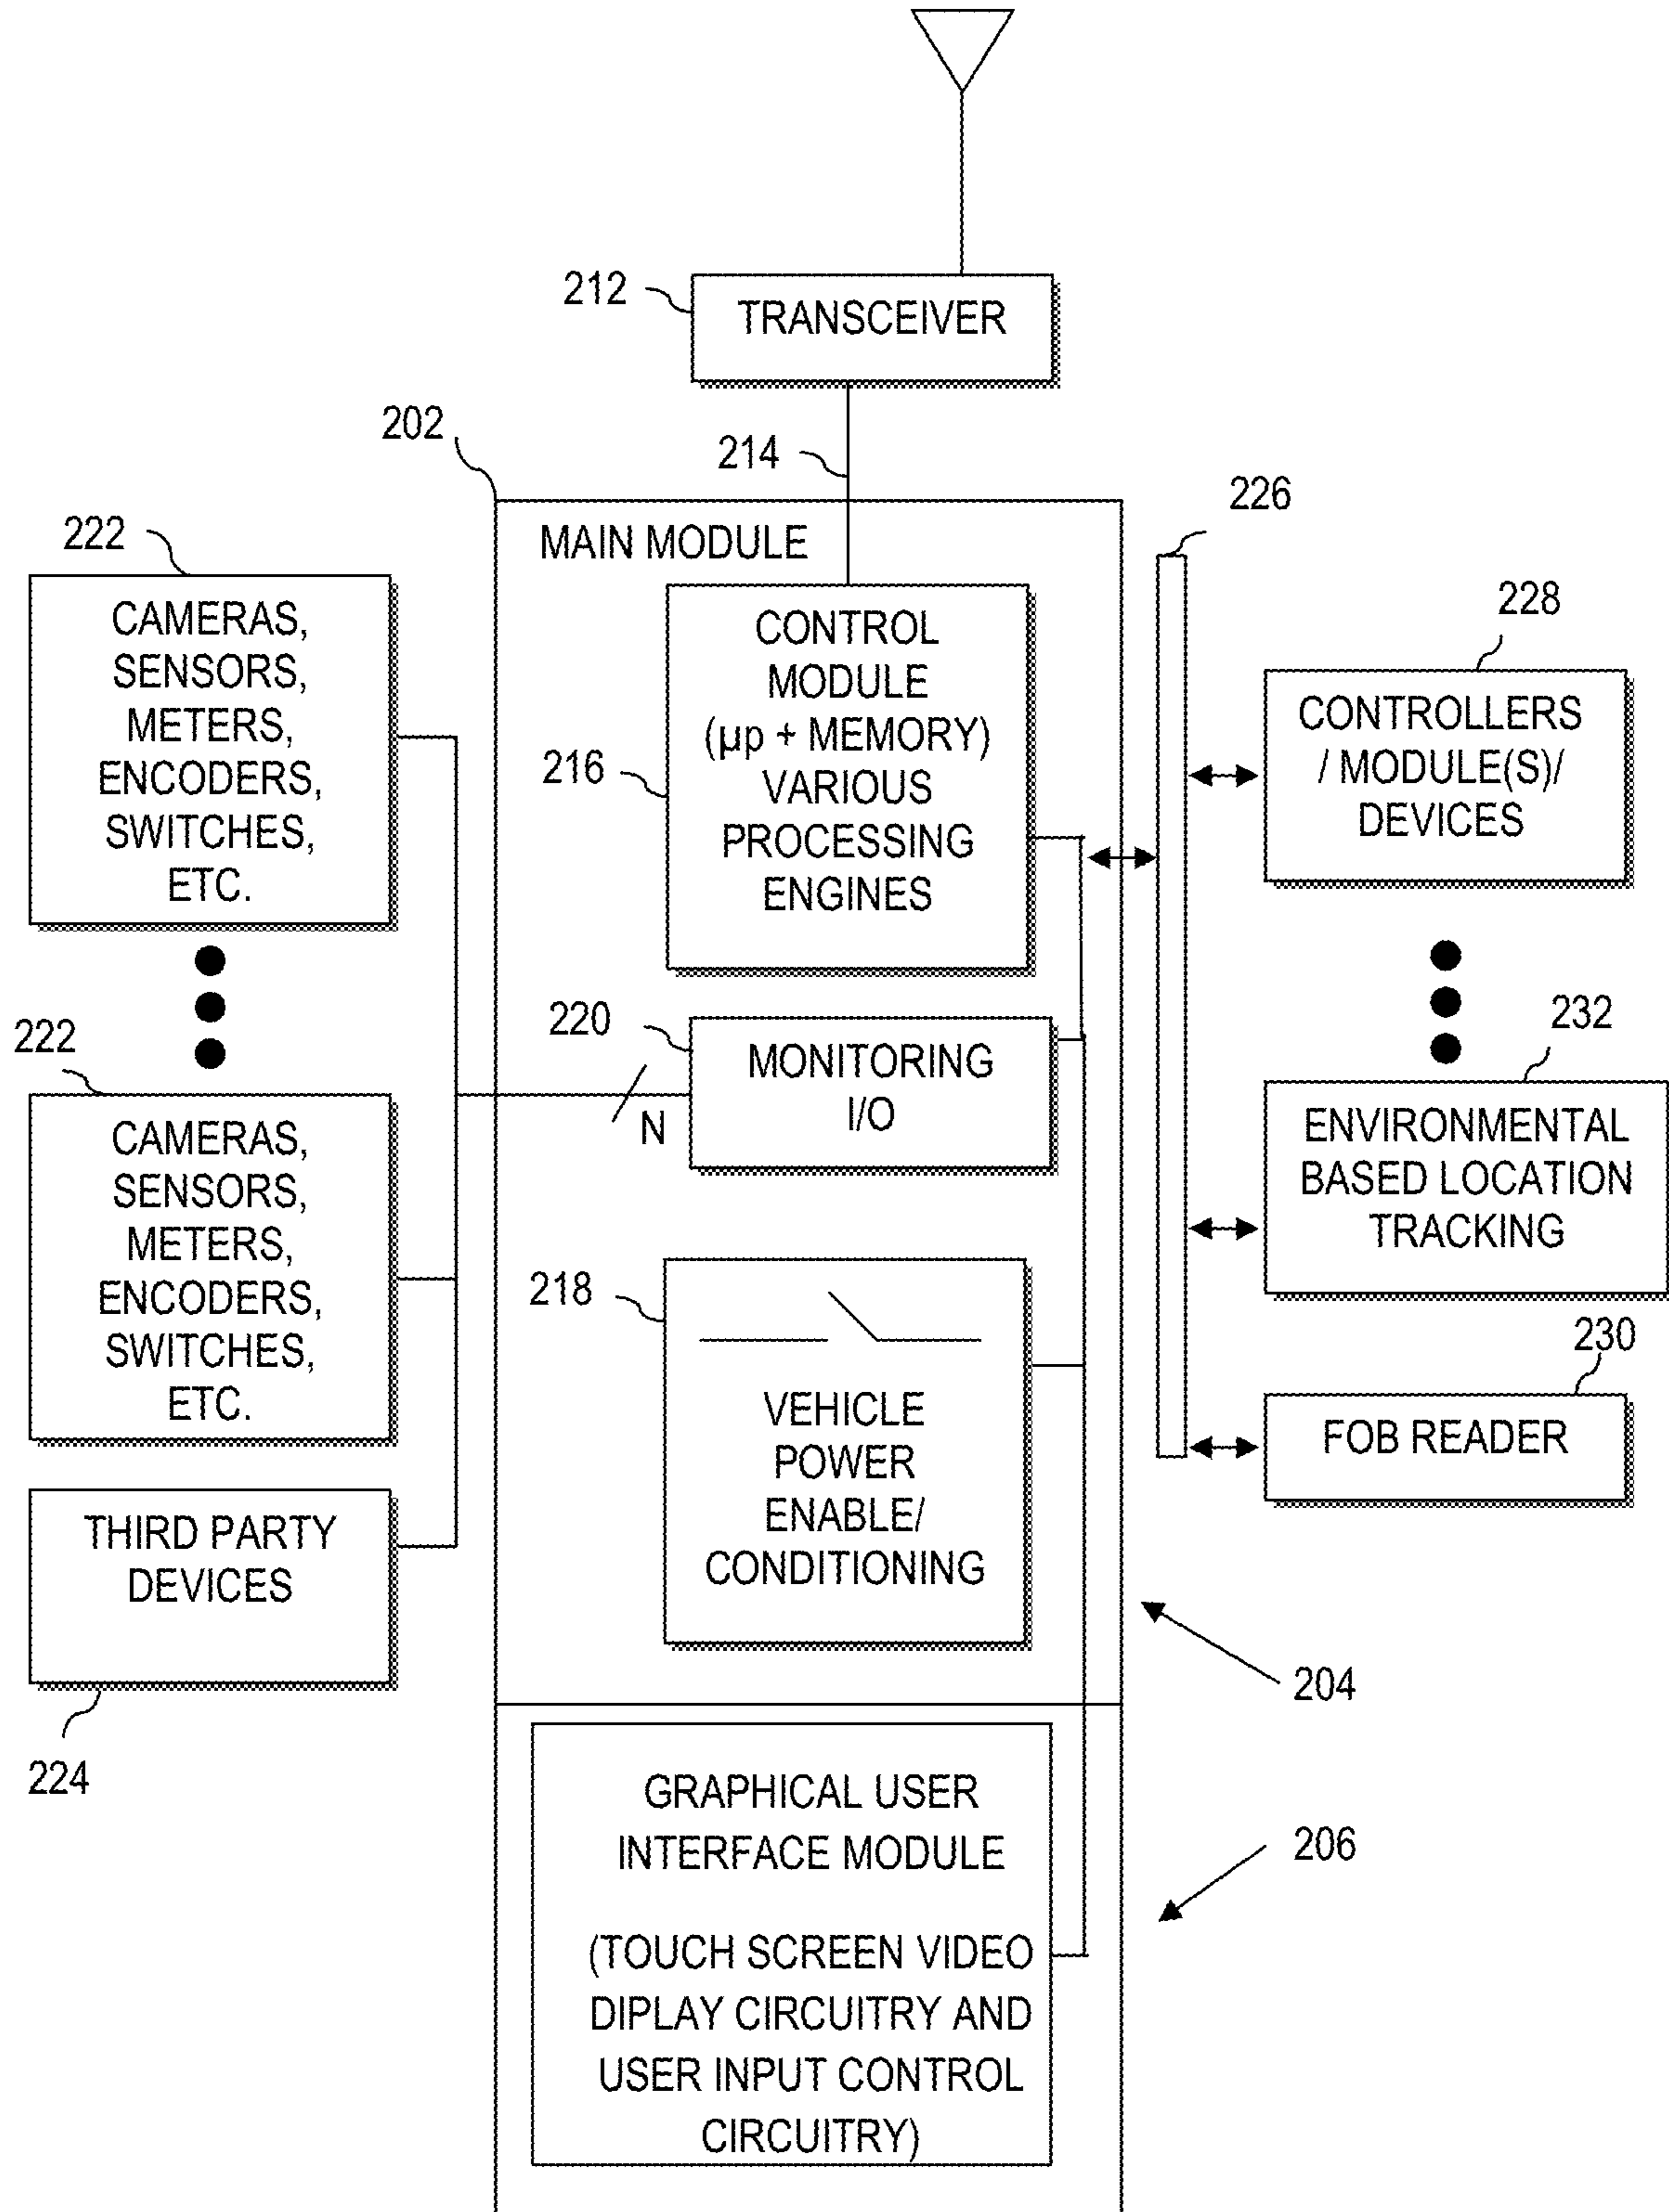 212
TRANSCEIVER
202
214
MAIN MODULE
226
222
CAMERAS,
SENSORS,
METERS,
ENCODERS,
SWITCHES,
ETC.
216
CONTROL
MODULE
(µp + MEMORY)
VARIOUS
PROCESSING
ENGINES
228
CONTROLLERS
/ MODULE(S)/
DEVICES
222
CAMERAS,
SENSORS,
METERS,
ENCODERS,
SWITCHES,
ETC.
220
MONITORING
I/O
N
232
ENVIRONMENTAL
BASED LOCATION
TRACKING
218
VEHICLE
POWER
ENABLE/
CONDITIONING
230
FOB READER
THIRD PARTY
DEVICES
224
204
GRAPHICAL USER
INTERFACE MODULE
(TOUCH SCREEN VIDEO
DIPLAY CIRCUITRY AND
USER INPUT CONTROL
CIRCUITRY)
206